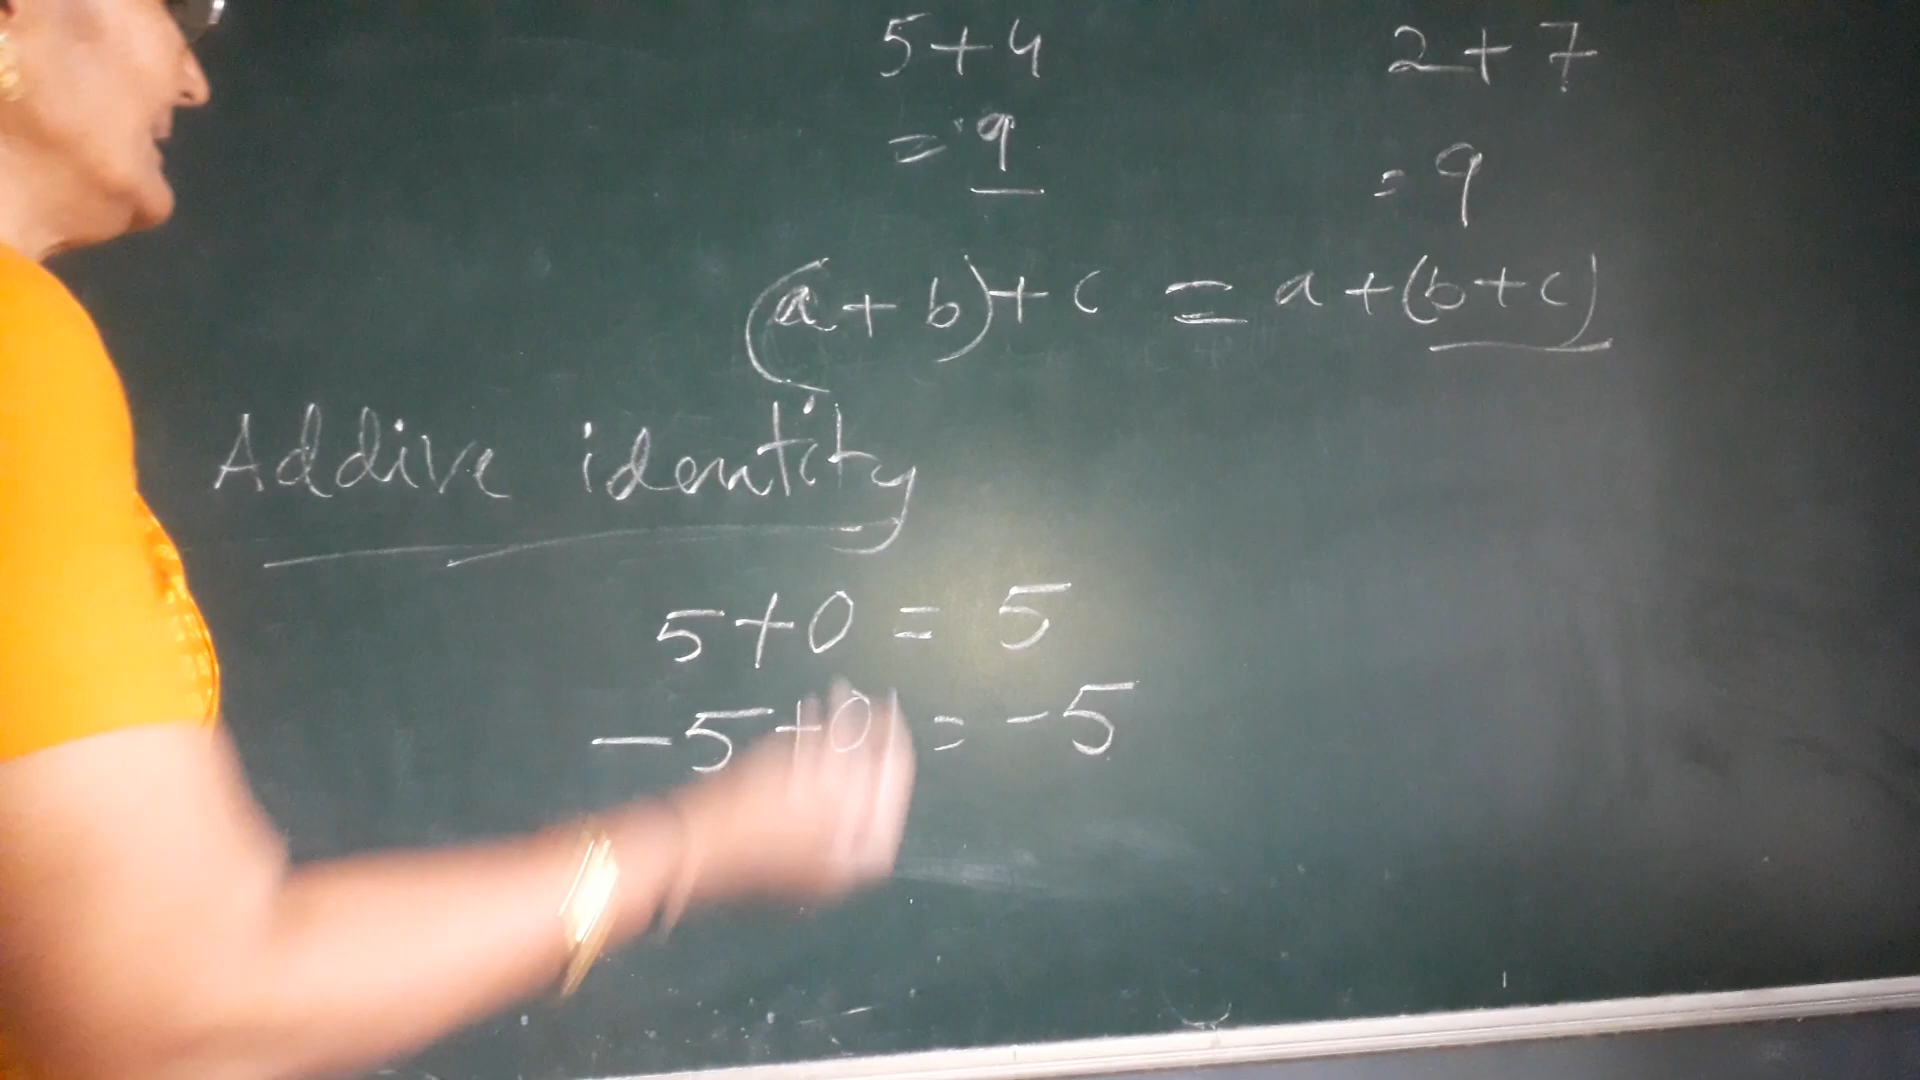 5+4 2+7
=9 =9
(a+b)+c = a+(b+c)
Addive identity
5+0 = 5
-5+0 = -5